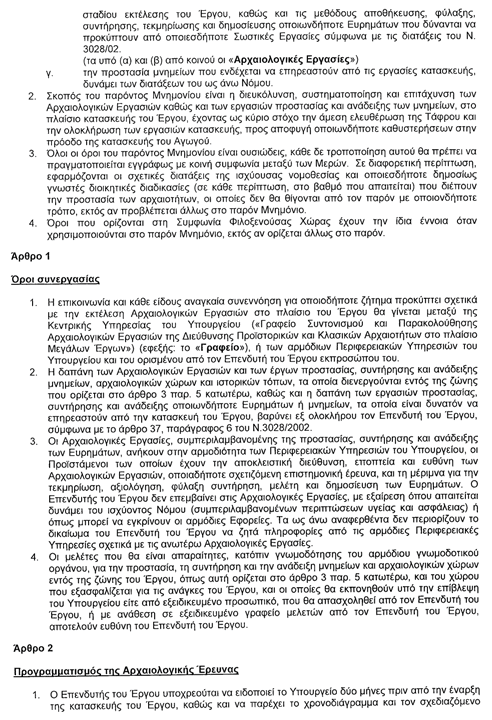 σταδίου εκτέλεσης του Έργου, καθώς και τις μεθόδους αποθήκευσης, φύλαξης,
συντήρησης, τεκμηρίωσης και δημοσίευσης οποιωνδήποτε Ευρημάτων που δύνανται να
προκύπτουν από οποιεσδήποτε Σωστικές Εργασίες σύμφωνα με τις διατάξεις του Ν.
3028/02.
(τα υπό (α) και (β) από κοινού οι «Αρχαιολογικές Εργασίες»)
γ. την προστασία μνημείων που ενδέχεται να επηρεαστούν από τις εργασίες κατασκευής,
δυνάμει των διατάξεων του ως άνω Νόμου.
2. Σκοπός του παρόντος Μνημονίου είναι η διευκόλυνση, συστηματοποίηση και επιτάχυνση των
Αρχαιολογικών Εργασιών καθώς και των εργασιών προστασίας και ανάδειξης των μνημείων, στο
πλαίσιο κατασκευής του Έργου, έχοντας ως κύριο στόχο την άμεση ελευθέρωση της Τάφρου και
την ολοκλήρωση των εργασιών κατασκευής, προς αποφυγή οποιωνδήποτε καθυστερήσεων στην
πρόοδο της κατασκευής του Αγωγού.
3. Όλοι οι όροι του παρόντος Μνημονίου είναι ουσιώδεις, κάθε δε τροποποίηση αυτού θα πρέπει να
πραγματοποιείται εγγράφως με κοινή συμφωνία μεταξύ των Μερών. Σε διαφορετική περίπτωση,
εφαρμόζονται οι σχετικές διατάξεις της ισχύουσας νομοθεσίας και οποιεσδήποτε δημοσίως
γνωστές διοικητικές διαδικασίες (σε κάθε περίπτωση, στο βαθμό που απαιτείται) που διέπουν
την προστασία των αρχαιοτήτων, οι οποίες δεν θα θίγονται από τον παρόν με οποιονδήποτε
τρόπο, εκτός αν προβλέπεται άλλως στο παρόν Μνημόνιο.
4. Όροι που ορίζονται στη Συμφωνία Φιλοξενούσας Χώρας έχουν την ίδια έννοια όταν
χρησιμοποιούνται στο παρόν Μνημόνιο, εκτός αν ορίζεται άλλως στο παρόν.
Άρθρο 1
Όροι συνεργασίας
1. Η επικοινωνία και κάθε είδους αναγκαία συνεννόηση για οποιοδήποτε ζήτημα προκύπτει σχετικά
με την εκτέλεση Αρχαιολογικών Εργασιών στο πλαίσιο του Έργου θα γίνεται μεταξύ της
Κεντρικής Υπηρεσίας του Υπουργείου («Γραφείο Συντονισμού και Παρακολούθησης
Αρχαιολογικών Εργασιών της Διεύθυνσης Προϊστορικών και Κλασικών Αρχαιοτήτων στο πλαίσιο
Μεγάλων Έργων») (εφεξής: το «Γραφείο»), ή των αρμόδιων Περιφερειακών Υπηρεσιών του
Υπουργείου και του ορισμένου από τον Επενδυτή του Έργου εκπροσώπου του.
2. Η δαπάνη των Αρχαιολογικών Εργασιών και των έργων προστασίας, συντήρησης και ανάδειξης
μνημείων, αρχαιολογικών χώρων και ιστορικών τόπων, τα οποία διενεργούνται εντός της ζώνης
που ορίζεται στο άρθρο 3 παρ. 5 κατωτέρω, καθώς και η δαπάνη των εργασιών προστασίας,
συντήρησης και ανάδειξης οποιωνδήποτε Ευρημάτων ή μνημείων, τα οποία είναι δυνατόν να
επηρεαστούν από την κατασκευή του Έργου, βαρύνει εξ ολοκλήρου τον Επενδυτή του Έργου,
σύμφωνα με το άρθρο 37, παράγραφος 6 του Ν.3028/2002.
3. Οι Αρχαιολογικές Εργασίες, συμπεριλαμβανομένης της προστασίας, συντήρησης και ανάδειξης
των Ευρημάτων, ανήκουν στην αρμοδιότητα των Περιφερειακών Υπηρεσιών του Υπουργείου, οι
Προϊστάμενοι των οποίων έχουν την αποκλειστική διεύθυνση, εποπτεία και ευθύνη των
Αρχαιολογικών Εργασιών, οποιαδήποτε σχετιζόμενη επιστημονική έρευνα, και τη μέριμνα για την
τεκμηρίωση, αξιολόγηση, φύλαξη συντήρηση, μελέτη και δημοσίευση των Ευρημάτων. Ο
Επενδυτής του Έργου δεν επεμβαίνει στις Αρχαιολογικές Εργασίες, με εξαίρεση όπου απαιτείται
δυνάμει του ισχύοντος Νόμου (συμπεριλαμβανομένων περιπτώσεων υγείας και ασφάλειας) ή
όπως μπορεί να εγκρίνουν οι αρμόδιες Εφορείες. Τα ως άνω αναφερθέντα δεν περιορίζουν το
δικαίωμα του Επενδυτή του Έργου να ζητά πληροφορίες από τις αρμόδιες Περιφερειακές
Υπηρεσίες σχετικά με τις ανωτέρω Αρχαιολογικές Εργασίες.
4. Οι μελέτες που θα είναι απαραίτητες, κατόπιν γνωμοδότησης του αρμόδιου γνωμοδοτικού
οργάνου, για την προστασία, τη συντήρηση και την ανάδειξη μνημείων και αρχαιολογικών χώρων
εντός της ζώνης του Έργου, όπως αυτή ορίζεται στο άρθρο 3 παρ. 5 κατωτέρω, και του χώρου
που εξασφαλίζεται για τις ανάγκες του Έργου, και οι οποίες θα εκπονηθούν υπό την επίβλεψη
του Υπουργείου είτε από εξειδικευμένο προσωπικό, που θα απασχοληθεί από τον Επενδυτή του
Έργου, ή με ανάθεση σε εξειδικευμένο γραφείο μελετών από τον Επενδυτή του Έργου,
αποτελούν ευθύνη του Επενδυτή του Έργου.
Άρθρο 2
Προγραμματισμός της Αρχαιολογικής Έρευνας
1. Ο Επενδυτής του Έργου υποχρεούται να ειδοποιεί το Υπουργείο δύο μήνες πριν από την έναρξη
της κατασκευής του Έργου, καθώς και να παρέχει το χρονοδιάγραμμα και τον σχεδιαζόμενο